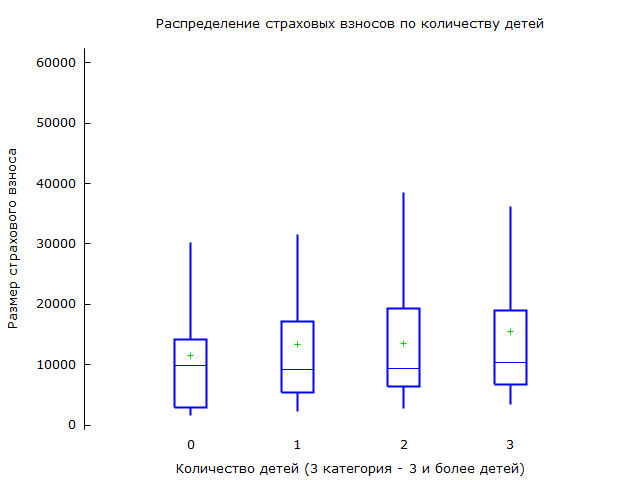 Распределение страховых взносов по количеству детей
60000
50000
40000
30000
20000
10000
0
Размер страхового взноса
0 1 2 3
Количество детей (3 категория - 3 и более детей)